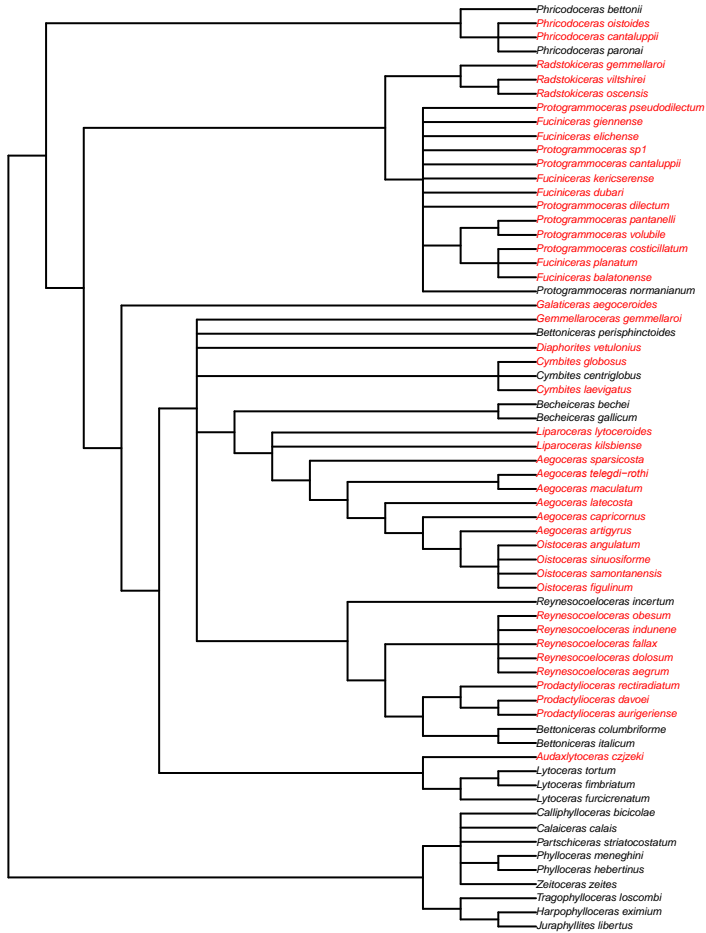 Phricodoceras bettonii
Phricodoceras oistoides
Phricodoceras cantaluppii
Phricodoceras paronai
Radstokiceras gemmellaroi
Radstokiceras viltshirei
Radstokiceras oscensis
Protogrammoceras pseudodilectum
Fuciniceras giennense
Fuciniceras elichense
Protogrammoceras sp1
Protogrammoceras cantaluppii
Fuciniceras kericserense
Fuciniceras dubari
Protogrammoceras dilectum
Protogrammoceras pantanelli
Protogrammoceras volubile
Protogrammoceras costicillatum
Fuciniceras planatum
Fuciniceras balatonense
Protogrammoceras normanianum
Galaticeras aegoceroides
Gemmellaroceras gemmellaroi
Bettoniceras perisphinctoides
Diaphorites vetulonius
Cymbites globosus
Cymbites centriglobus
Cymbites laevigatus
Becheiceras bechei
Becheiceras gallicum
Liparoceras lytoceroides
Liparoceras kilsbiense
Aegoceras sparsicosta
Aegoceras telegdi−rothi
Aegoceras maculatum
Aegoceras latecosta
Aegoceras capricornus
Aegoceras artigyrus
Oistoceras angulatum
Oistoceras sinuosiforme
Oistoceras samontanensis
Oistoceras figulinum
Reynesocoeloceras incertum
Reynesocoeloceras obesum
Reynesocoeloceras indunene
Reynesocoeloceras fallax
Reynesocoeloceras dolosum
Reynesocoeloceras aegrum
Prodactylioceras rectiradiatum
Prodactylioceras davoei
Prodactylioceras aurigeriense
Bettoniceras columbriforme
Bettoniceras italicum
Audaxlytoceras czjzeki
Lytoceras tortum
Lytoceras fimbriatum
Lytoceras furcicrenatum
Calliphylloceras bicicolae
Calaiceras calais
Partschiceras striatocostatum
Phylloceras meneghini
Phylloceras hebertinus
Zeitoceras zeites
Tragophylloceras loscombi
Harpophylloceras eximium
Juraphyllites libertus